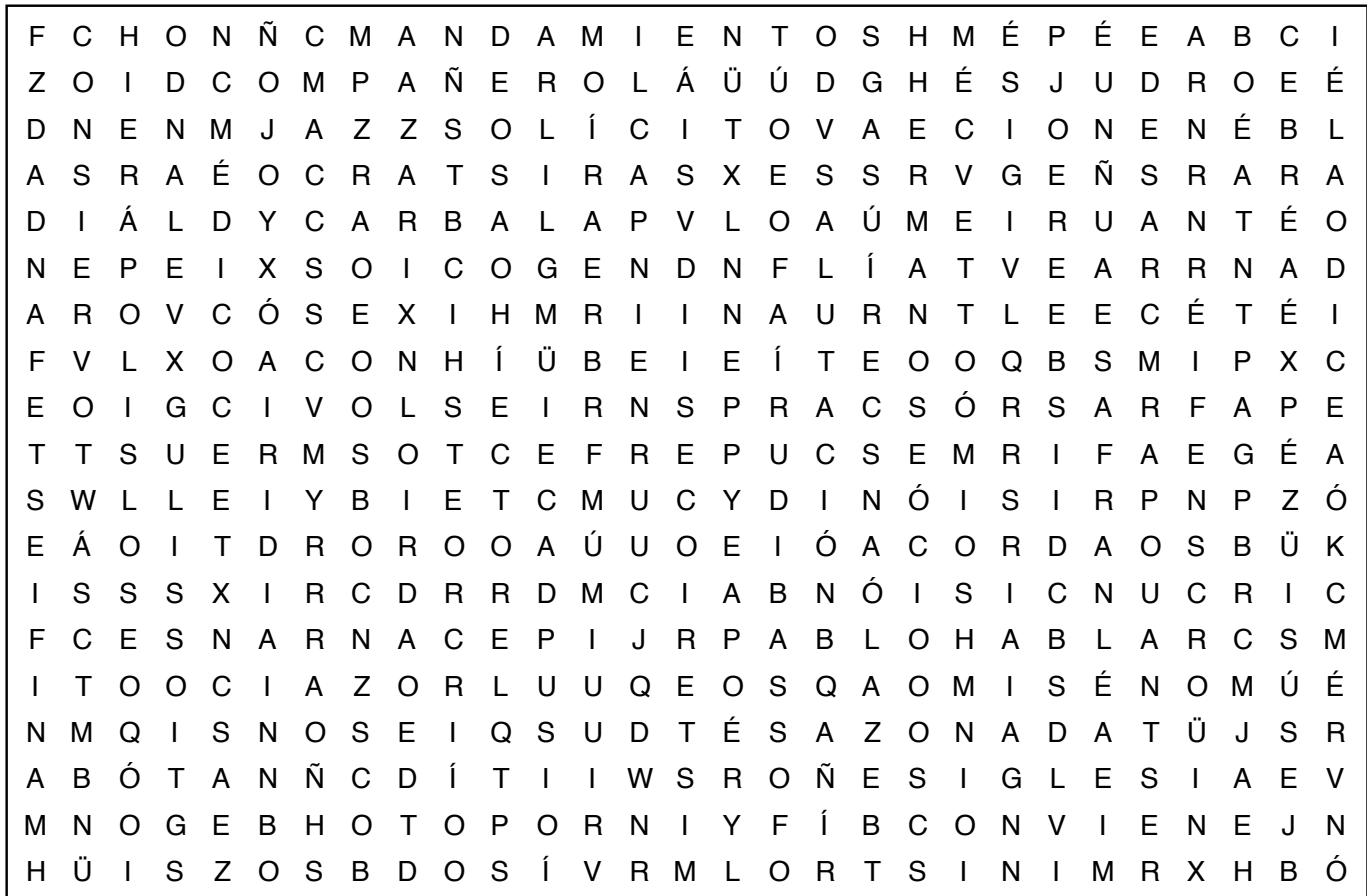 F C H O N Ñ C M A N D A M I E N T O S H M É P É E A B C I
Z O I D C O M P A Ñ E R O L Á Ü Ú D G H É S J U D R O E É
D N E N M J A Z Z S O L Í C I T O V A E C I O N E N É B L
A S R A É O C R A T S I R A S X E S S R V G E Ñ S R A R A
D I Á L D Y C A R B A L A P V L O A Ú M E I R U A N T É O
N E P E I X S O I C O G E N D N F L Í A T V E A R R N A D
A R O V C Ó S E X I H M R I I N A U R N T L E E C É T É I
F V L X O A C O N H Í Ü B E I E Í T E O O Q B S M I P X C
E O I G C I V O L S E I R N S P R A C S Ó R S A R F A P E
T T S U E R M S O T C E F R E P U C S E M R I F A E G É A
S W L L E I Y B I E T C M U C Y D I N Ó I S I R P N P Z Ó
E Á O I T D R O R O O A Ú U O E I Ó A C O R D A O S B Ü K
I S S S X I R C D R R D M C I A B N Ó I S I C N U C R I C
F C E S N A R N A C E P I J R P A B L O H A B L A R C S M
I T O O C I A Z O R L U U Q E O S Q A O M I S É N O M Ú É
N M Q I S N O S E I Q S U D T É S A Z O N A D A T Ü J S R
A B Ó T A N Ñ C D Í T I I W S R O Ñ E S I G L E S I A E V
M N O G E B H O T O P O R N I Y F Í B C O N V I E N E J N
H Ü I S Z O S B D O S Í V R M L O R T S I N I M R X H B Ó